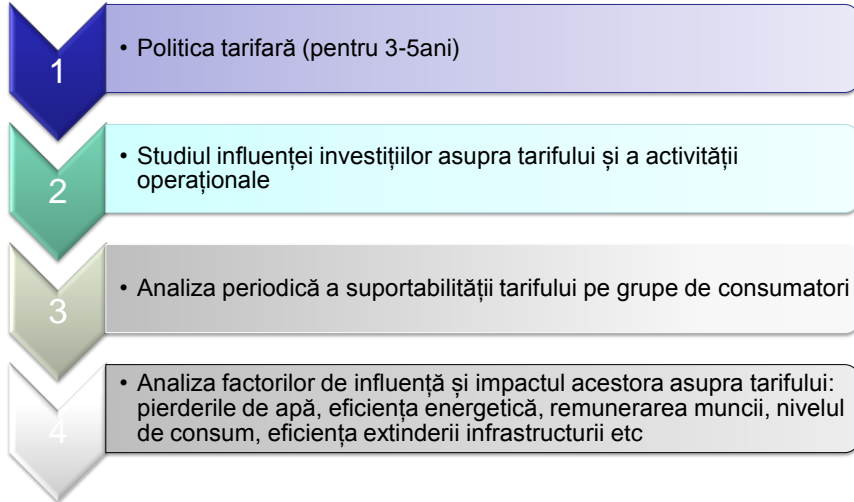 1
• Politica tarifară (pentru 3-5ani)
2
• Studiul influenței investițiilor asupra tarifului și a activității
operaționale
3
• Analiza periodică a suportabilității tarifului pe grupe de consumatori
4
• Analiza factorilor de influență și impactul acestora asupra tarifului:
pierderile de apă, eficiența energetică, remunerarea muncii, nivelul
de consum, eficiența extinderii infrastructurii etc